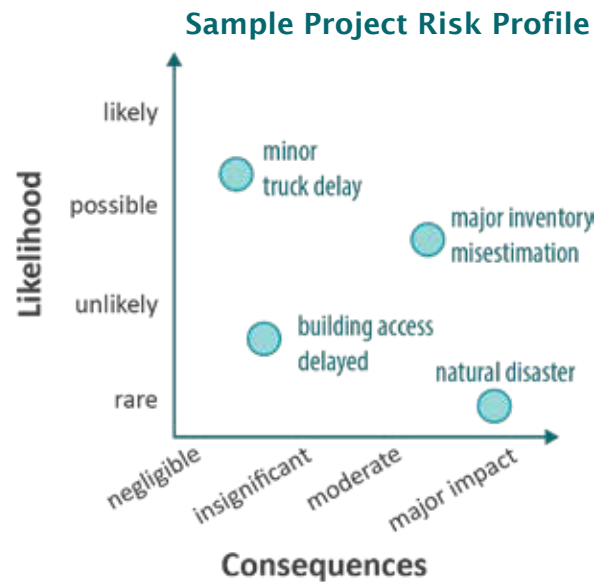 Sample Project Risk Profile
likely
minor
truck delay
possible
major inventory
misestimation
Likelihood
unlikely
building access
delayed
natural disaster
rare
negligible
insignificant
moderate
major impact
Consequences